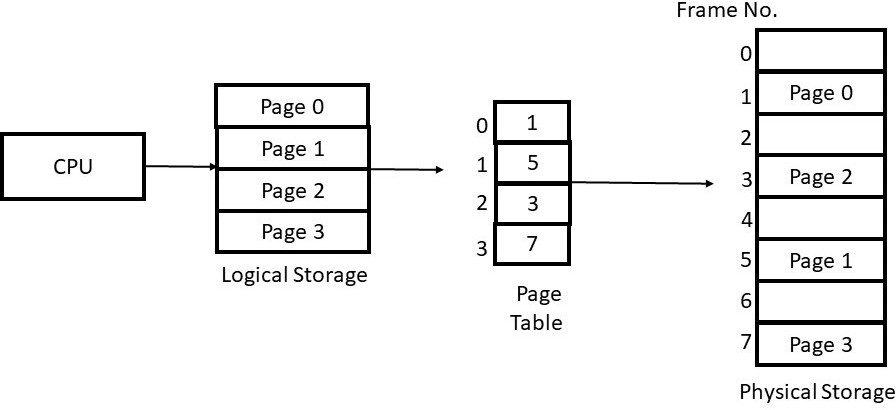 CPU
Page 0
Page 1
Page 2
Page 3
Logical Storage
0 1
1 5
2 3
3 7
Page
Table
Frame No.
0
1 Page 0
2
3 Page 2
4
5 Page 1
6
7 Page 3
Physical Storage